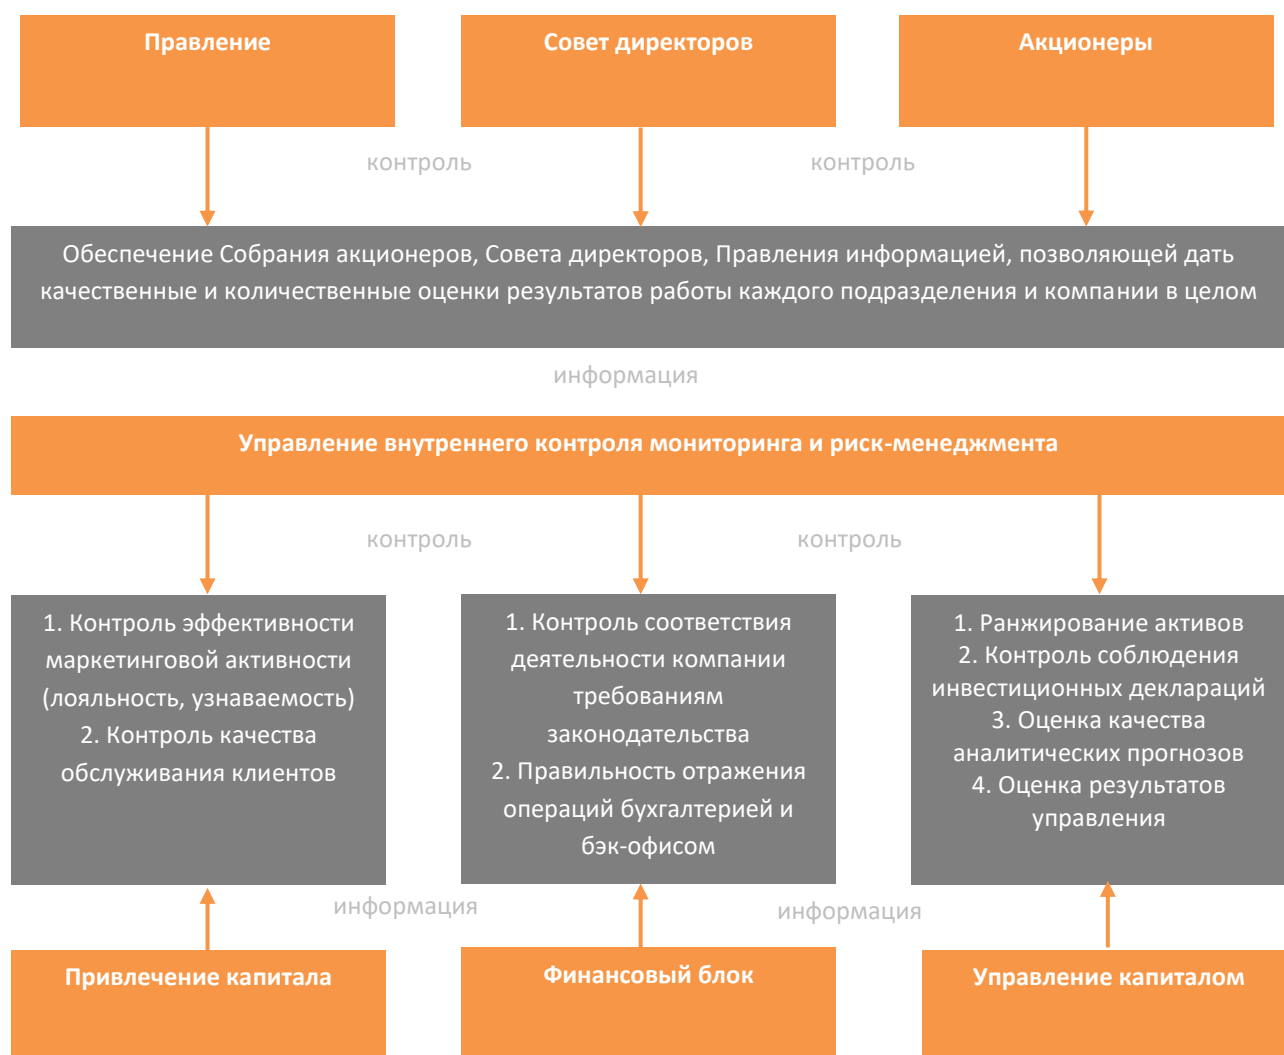 Правление
Совет директоров
Акционеры
контроль
контроль
Обеспечение Собрания акционеров, Совета директоров, Правления информацией, позволяющей дать
качественные и количественные оценки результатов работы каждого подразделения и компании в целом
информация
Управление внутреннего контроля мониторинга и риск-менеджмента
контроль
контроль
1. Контроль эффективности
маркетинговой активности
(лояльность, узнаваемость)
2. Контроль качества
обслуживания клиентов
1. Контроль соответствия
деятельности компании
требованиям
законодательства
2. Правильность отражения
операций бухгалтерией и
бэк-офисом
1. Ранжирование активов
2. Контроль соблюдения
инвестиционных деклараций
3. Оценка качества
аналитических прогнозов
4. Оценка результатов
управления
информация
информация
Привлечение капитала
Финансовый блок
Управление капиталом